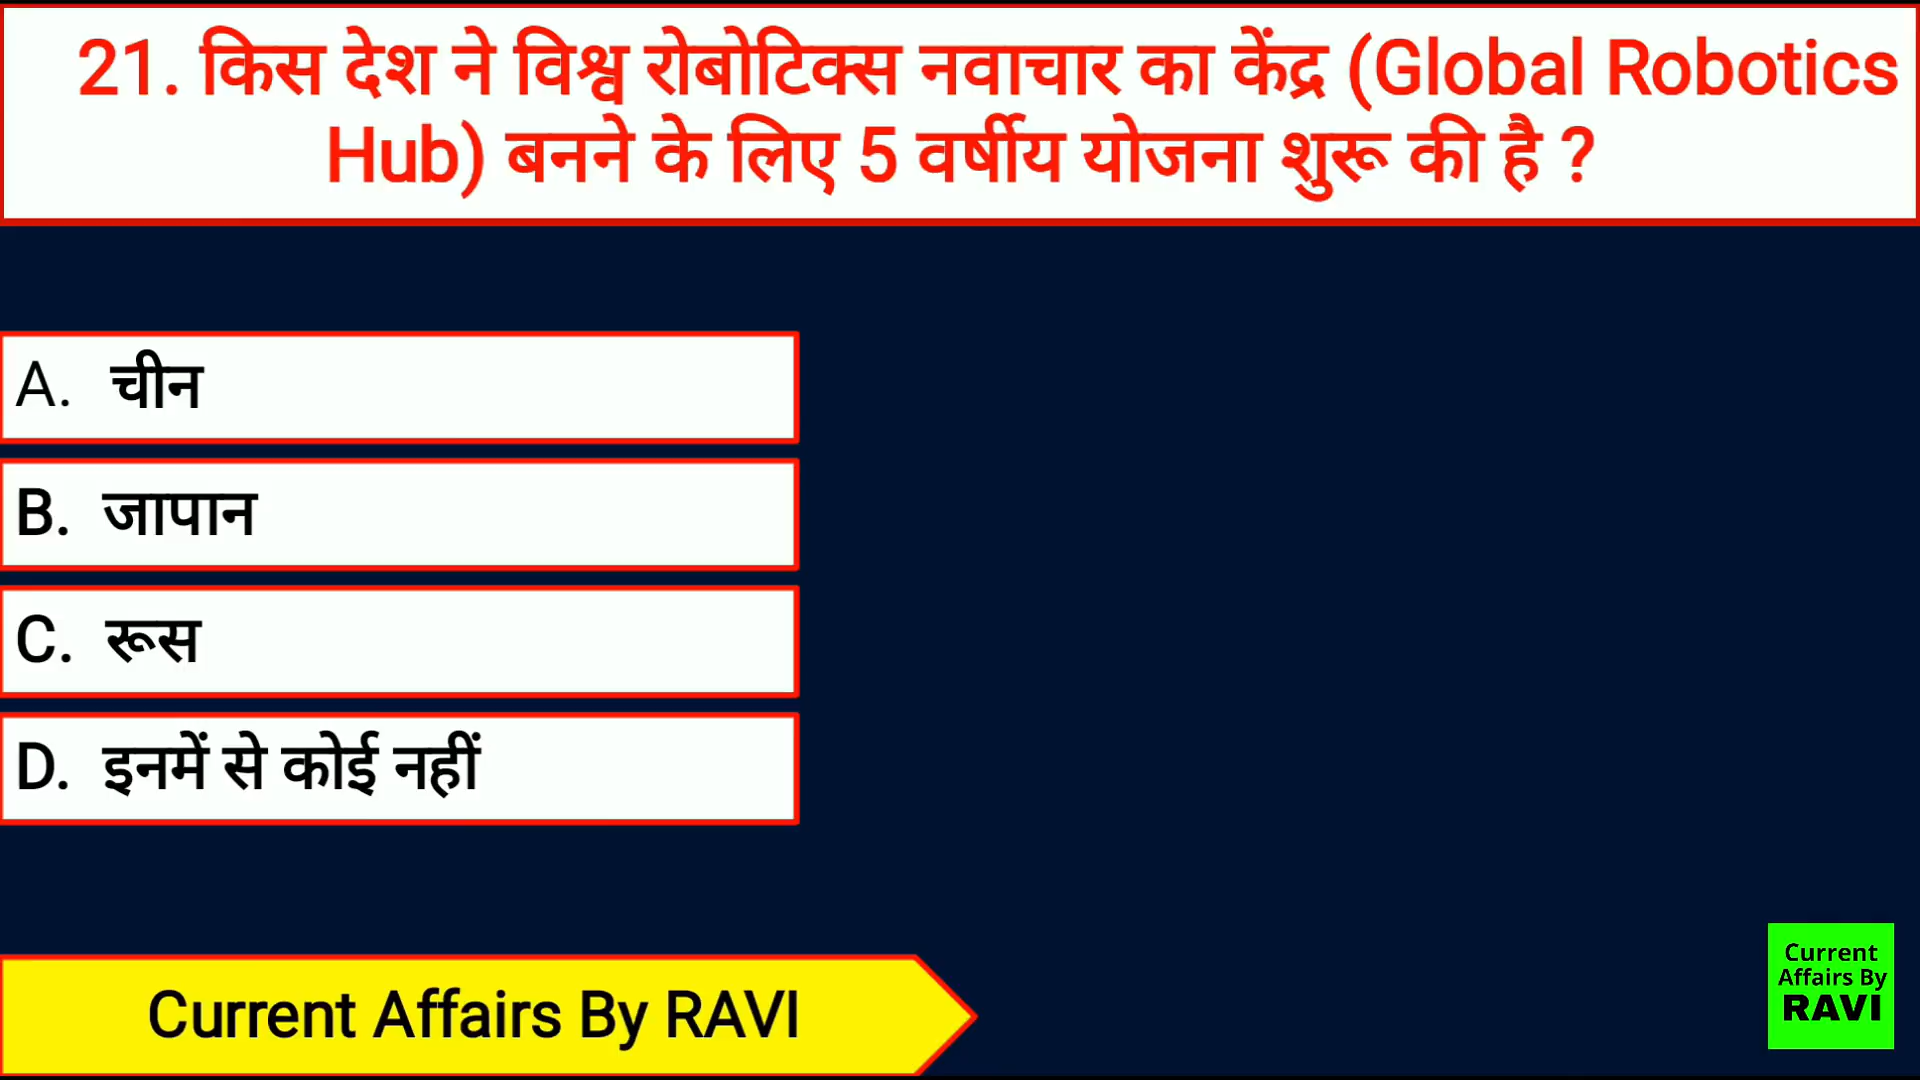 21. किस देश ने विश्व रोबोटिक्स नवाचार का केंद्र (Global Robotics
Hub) बनने के लिए 5 वर्षीय योजना शुरू की है ?
A. चीन
B. जापान
C. रूस
D. इनमें से कोई नहीं
Current Affairs By RAVI
Current
Affairs By
RAVI